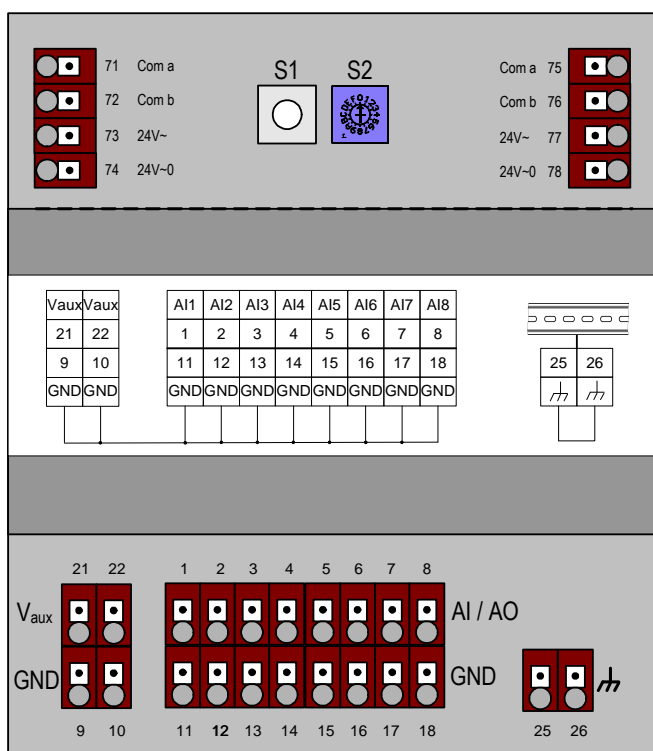 71 Com a
72 Com b
73 24V~
74 24V~0
S1 S2
Com a 75
Com b 76
24V~ 77
24V~0 78
Vaux Vaux
21 22
9 10
GND GND
AI1 AI2 AI3 AI4 AI5 AI6 AI7 AI8
1 2 3 4 5 6 7 8
11 12 13 14 15 16 17 18
GND GND GND GND GND GND GND GND
25 26
21 22 1 2 3 4 5 6 7 8
Vaux AI / AO
GND GND
9 10 11 12 13 14 15 16 17 18 25 26